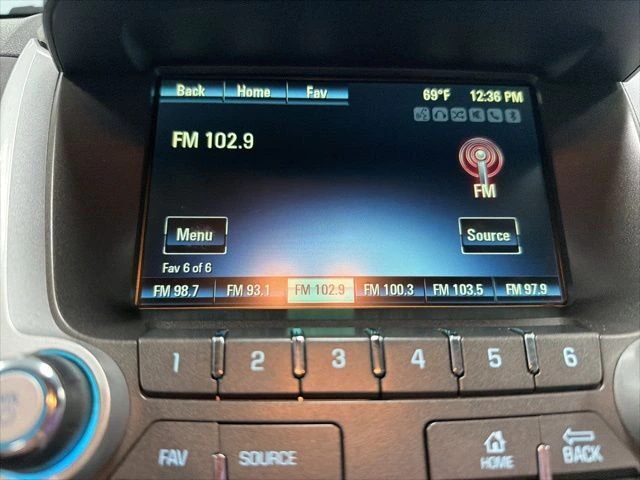 Back Home Fav 69°F 12:36 PM
FM 102.9
FM
Menu Source
Fav 6 of 6
FM 98.7 FM 93.1 FM 102.9 FM 100.3 FM 103.5 FM 97.9
1 2 3 4 5 6
FAV SOURCE HOME BACK